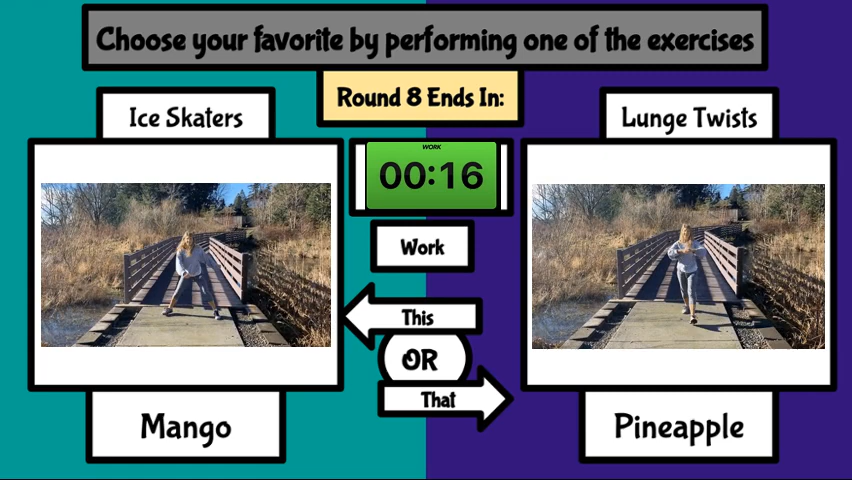 Choose your favorite by performing one of the exercises
Round 8 Ends In:
Ice Skaters
Lunge Twists
WORK
00:16
Work
This
OR
That
Mango
Pineapple